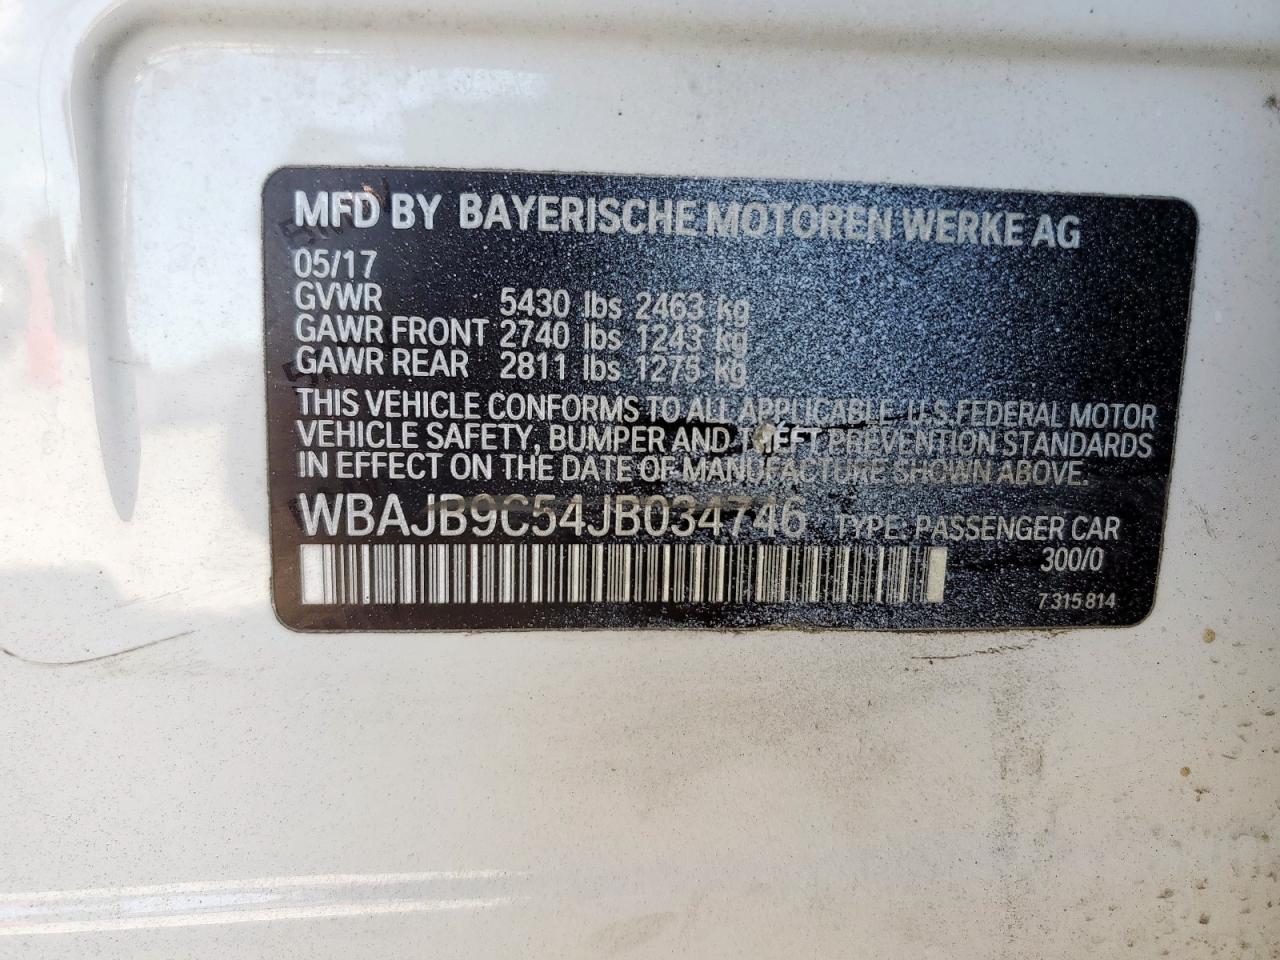 MFD BY BAYERISCHE MOTOREN WERKE AG
05/17
GVWR 5430 lbs 2463 kg
GAWR FRONT 2740 lbs 1243 kg
GAWR REAR 2811 lbs 1275 kg
THIS VEHICLE CONFORMS TO ALL APPLICABLE U.S. FEDERAL MOTOR
VEHICLE SAFETY, BUMPER AND THEFT PREVENTION STANDARDS
IN EFFECT ON THE DATE OF MANUFACTURE SHOWN ABOVE.
WBAJB9C54JB034746 TYPE: PASSENGER CAR
300/0
7 315 814